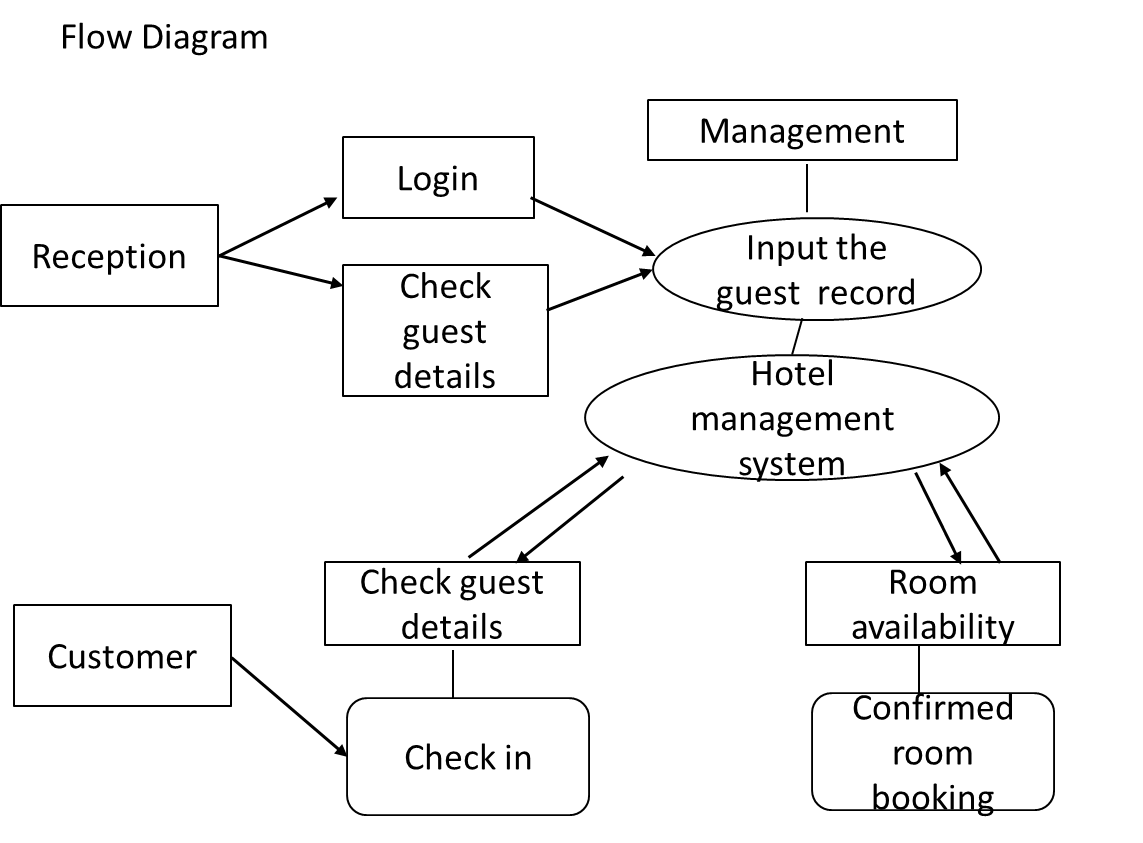 Flow Diagram
Management
Login
Reception
Input the
guest record
Check
guest
details
Hotel
management
system
Check guest
details
Room
availability
Customer
Check in
Confirmed
room
booking